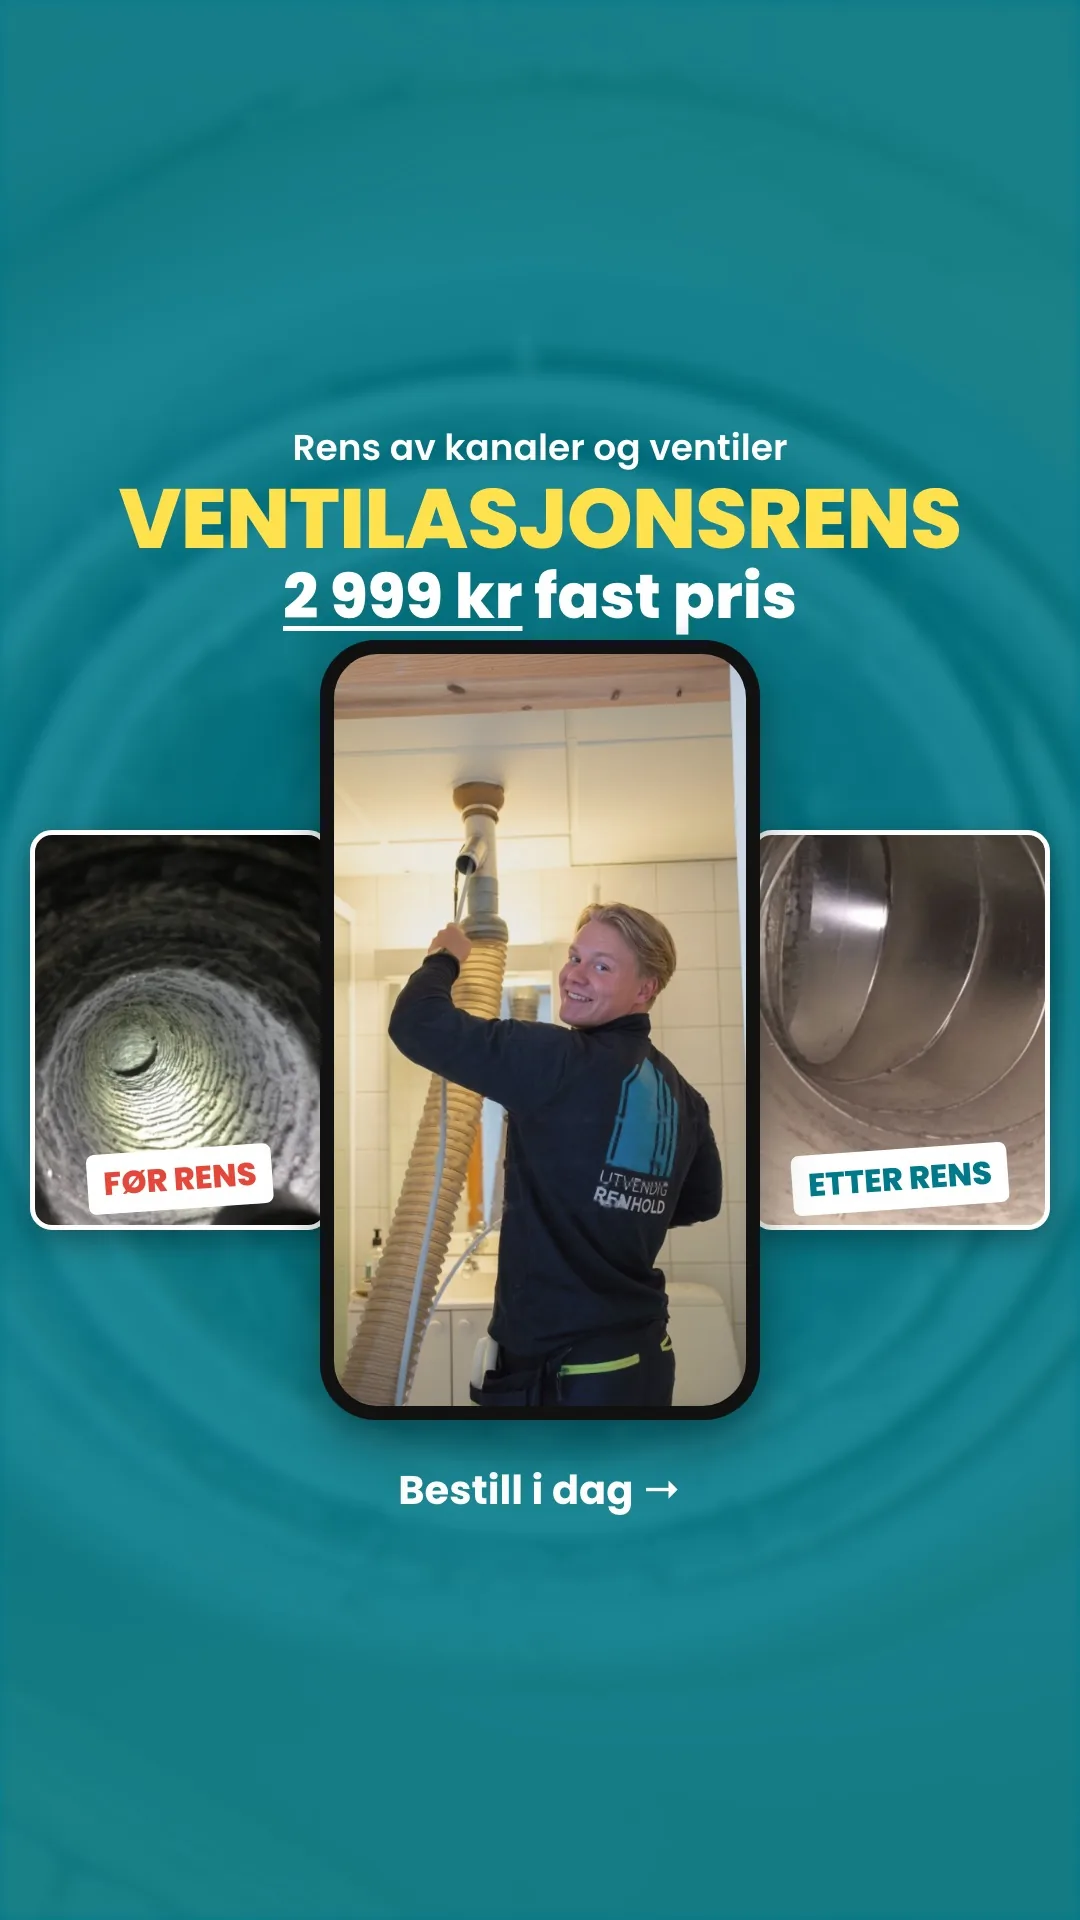 Rens av kanaler og ventiler
VENTILASJONSRENS
2 999 kr fast pris
FØR RENS
UTVENDIG
RENHOLD
ETTER RENS
Bestill i dag →